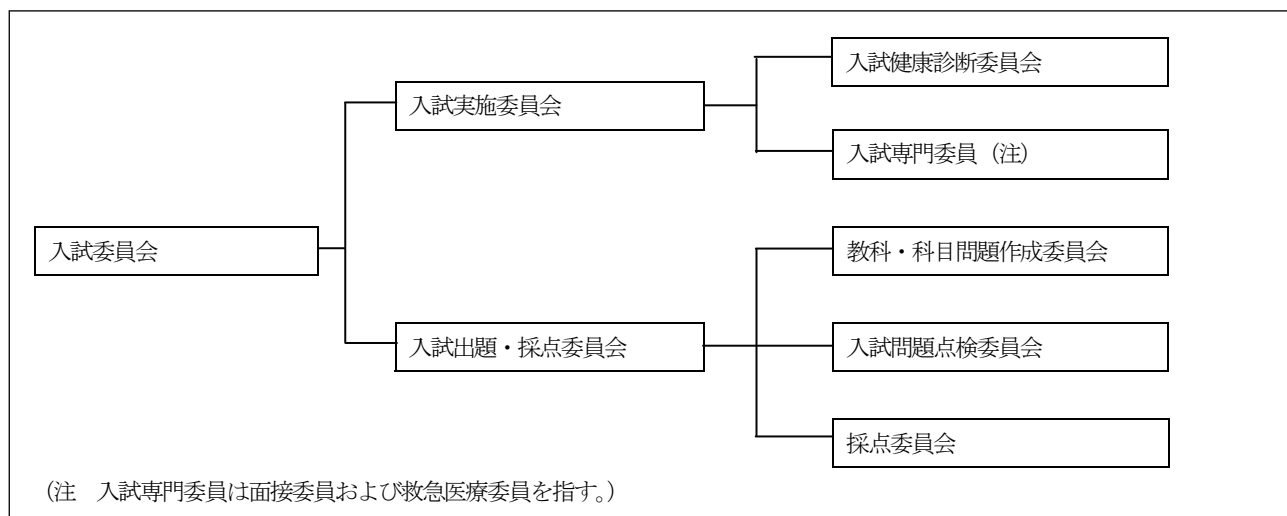 入試健康診断委員会
入試実施委員会
入試専門委員（注）
入試委員会
教科・科目問題作成委員会
入試出題・採点委員会
入試問題点検委員会
採点委員会
（注　入試専門委員は面接委員および救急医療委員を指す。）